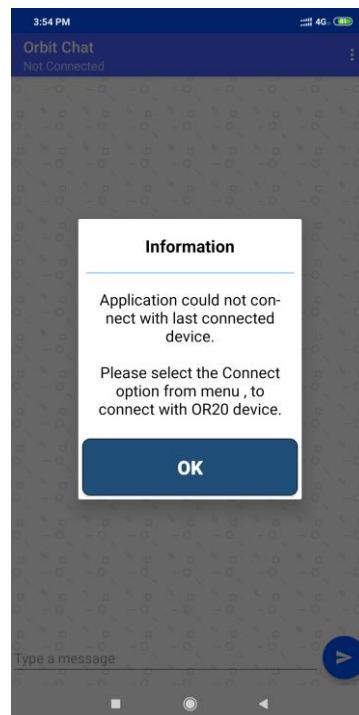 3:54 PM
4G
81
Orbit Chat
Not Connected
Information
Application could not con-
nect with last connected
device.
Please select the Connect
option from menu , to
connect with OR20 device.
OK
Type a message